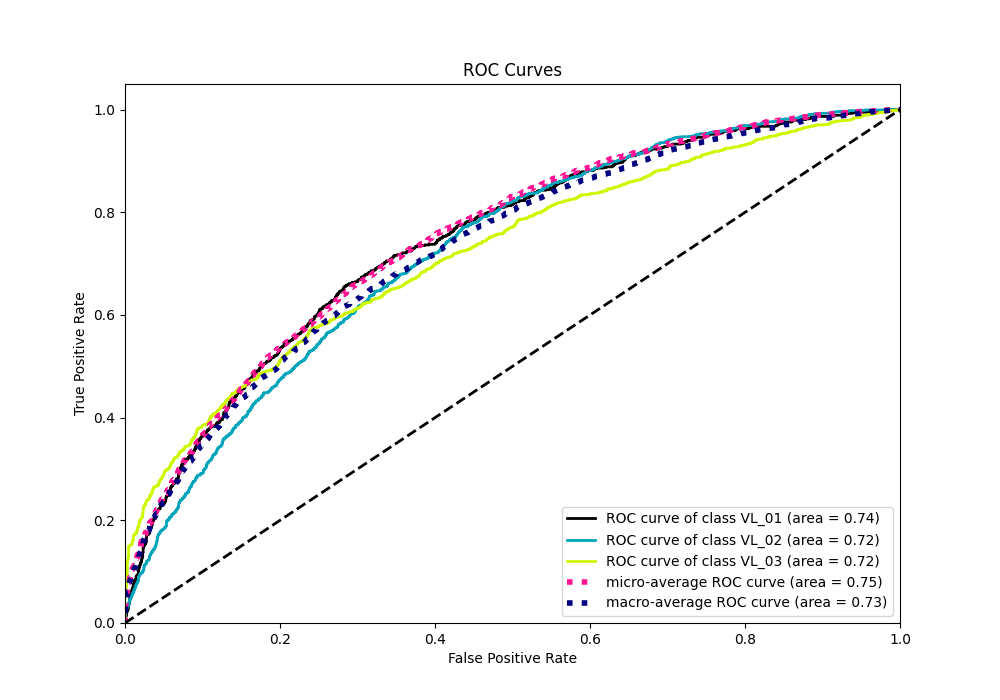 ROC Curves
True Positive Rate
1.0
0.8
0.6
0.4
0.2
0.0
ROC curve of class VL_01 (area = 0.74)
ROC curve of class VL_02 (area = 0.72)
ROC curve of class VL_03 (area = 0.72)
micro-average ROC curve (area = 0.75)
macro-average ROC curve (area = 0.73)
0.0 0.2 0.4 0.6 0.8 1.0
False Positive Rate